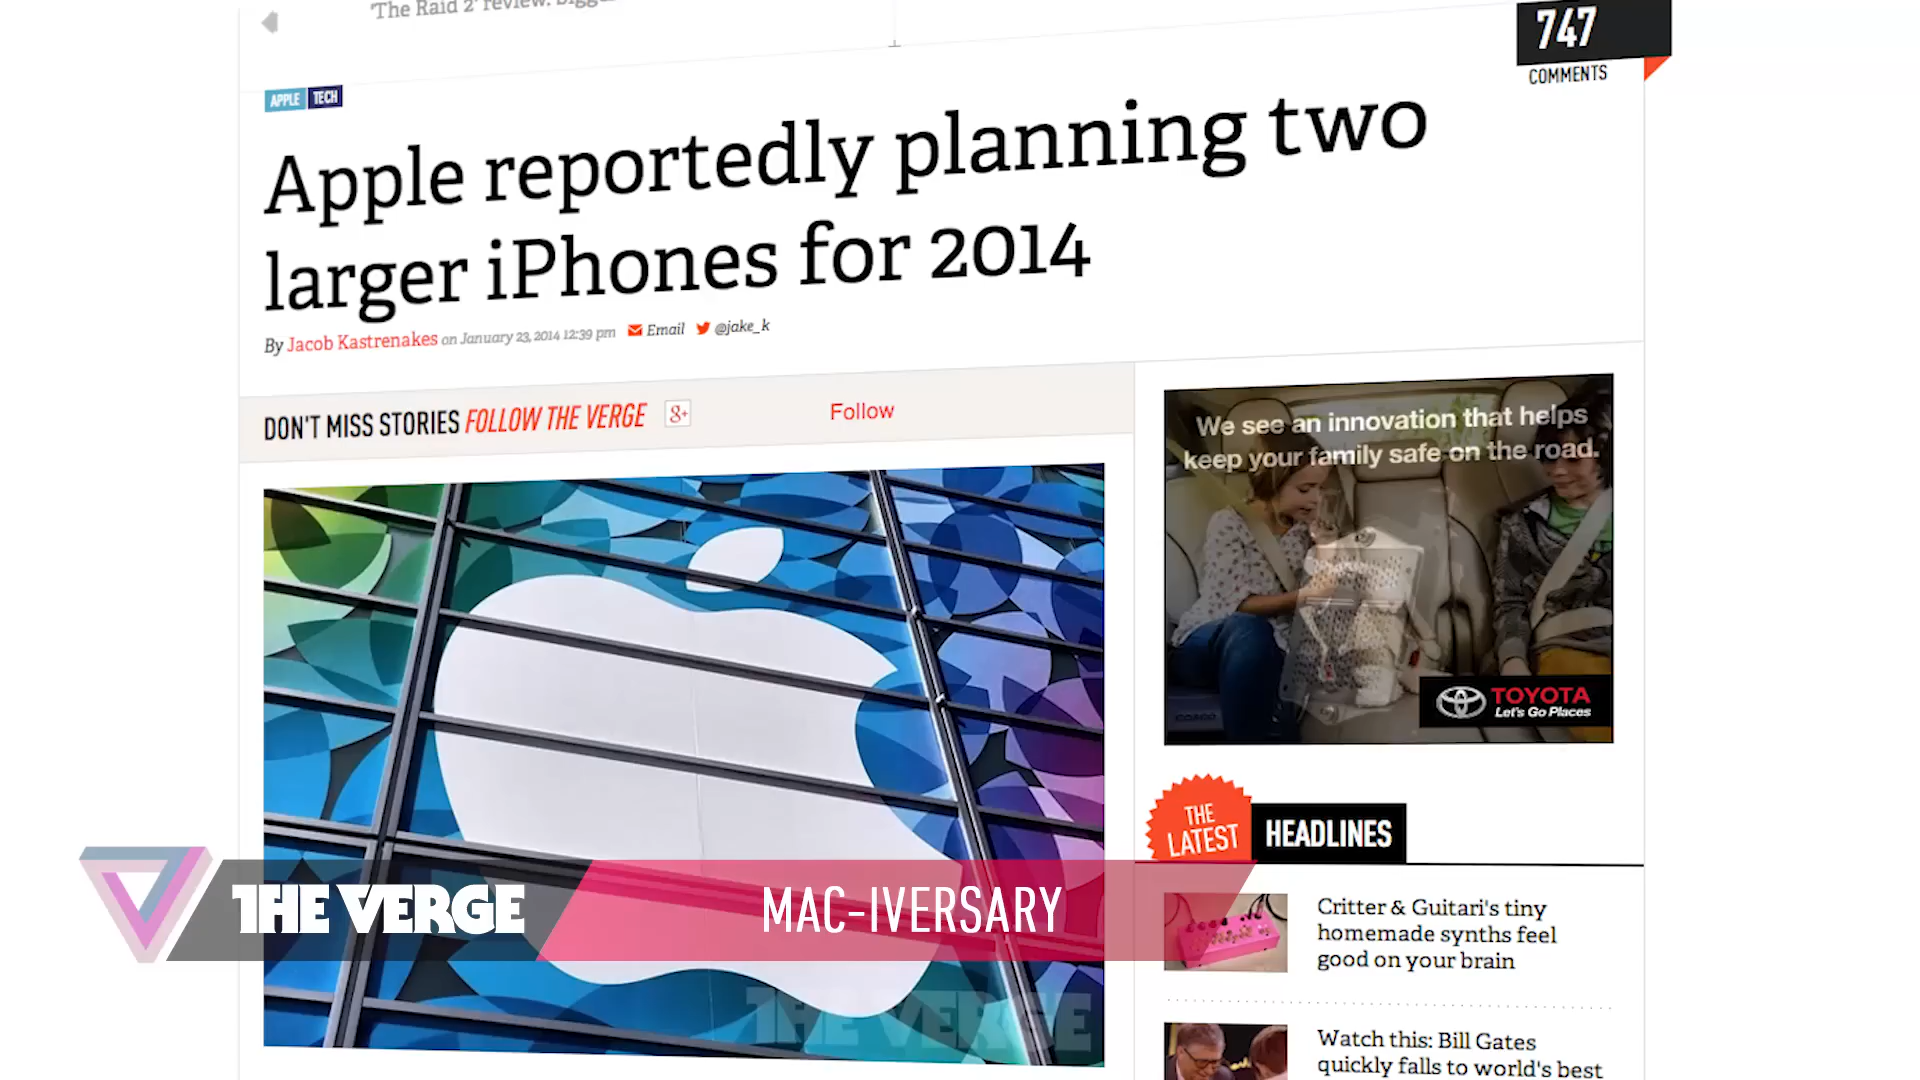 'The Raid 2' review:
747
COMMENTS
APPLE TECH
Apple reportedly planning two
larger iPhones for 2014
By Jacob Kastrenakes on January 23, 2014 12:39 pm Email @jake_k
DON'T MISS STORIES FOLLOW THE VERGE 8+ Follow
We see an innovation that helps
keep your family safe on the road.
TOYOTA
Let's Go Places
THE
LATEST
HEADLINES
THE VERGE
MAC-IVERSARY
THE VERGE
Critter & Guitari's tiny
homemade synths feel
good on your brain
Watch this: Bill Gates
quickly falls to world's best